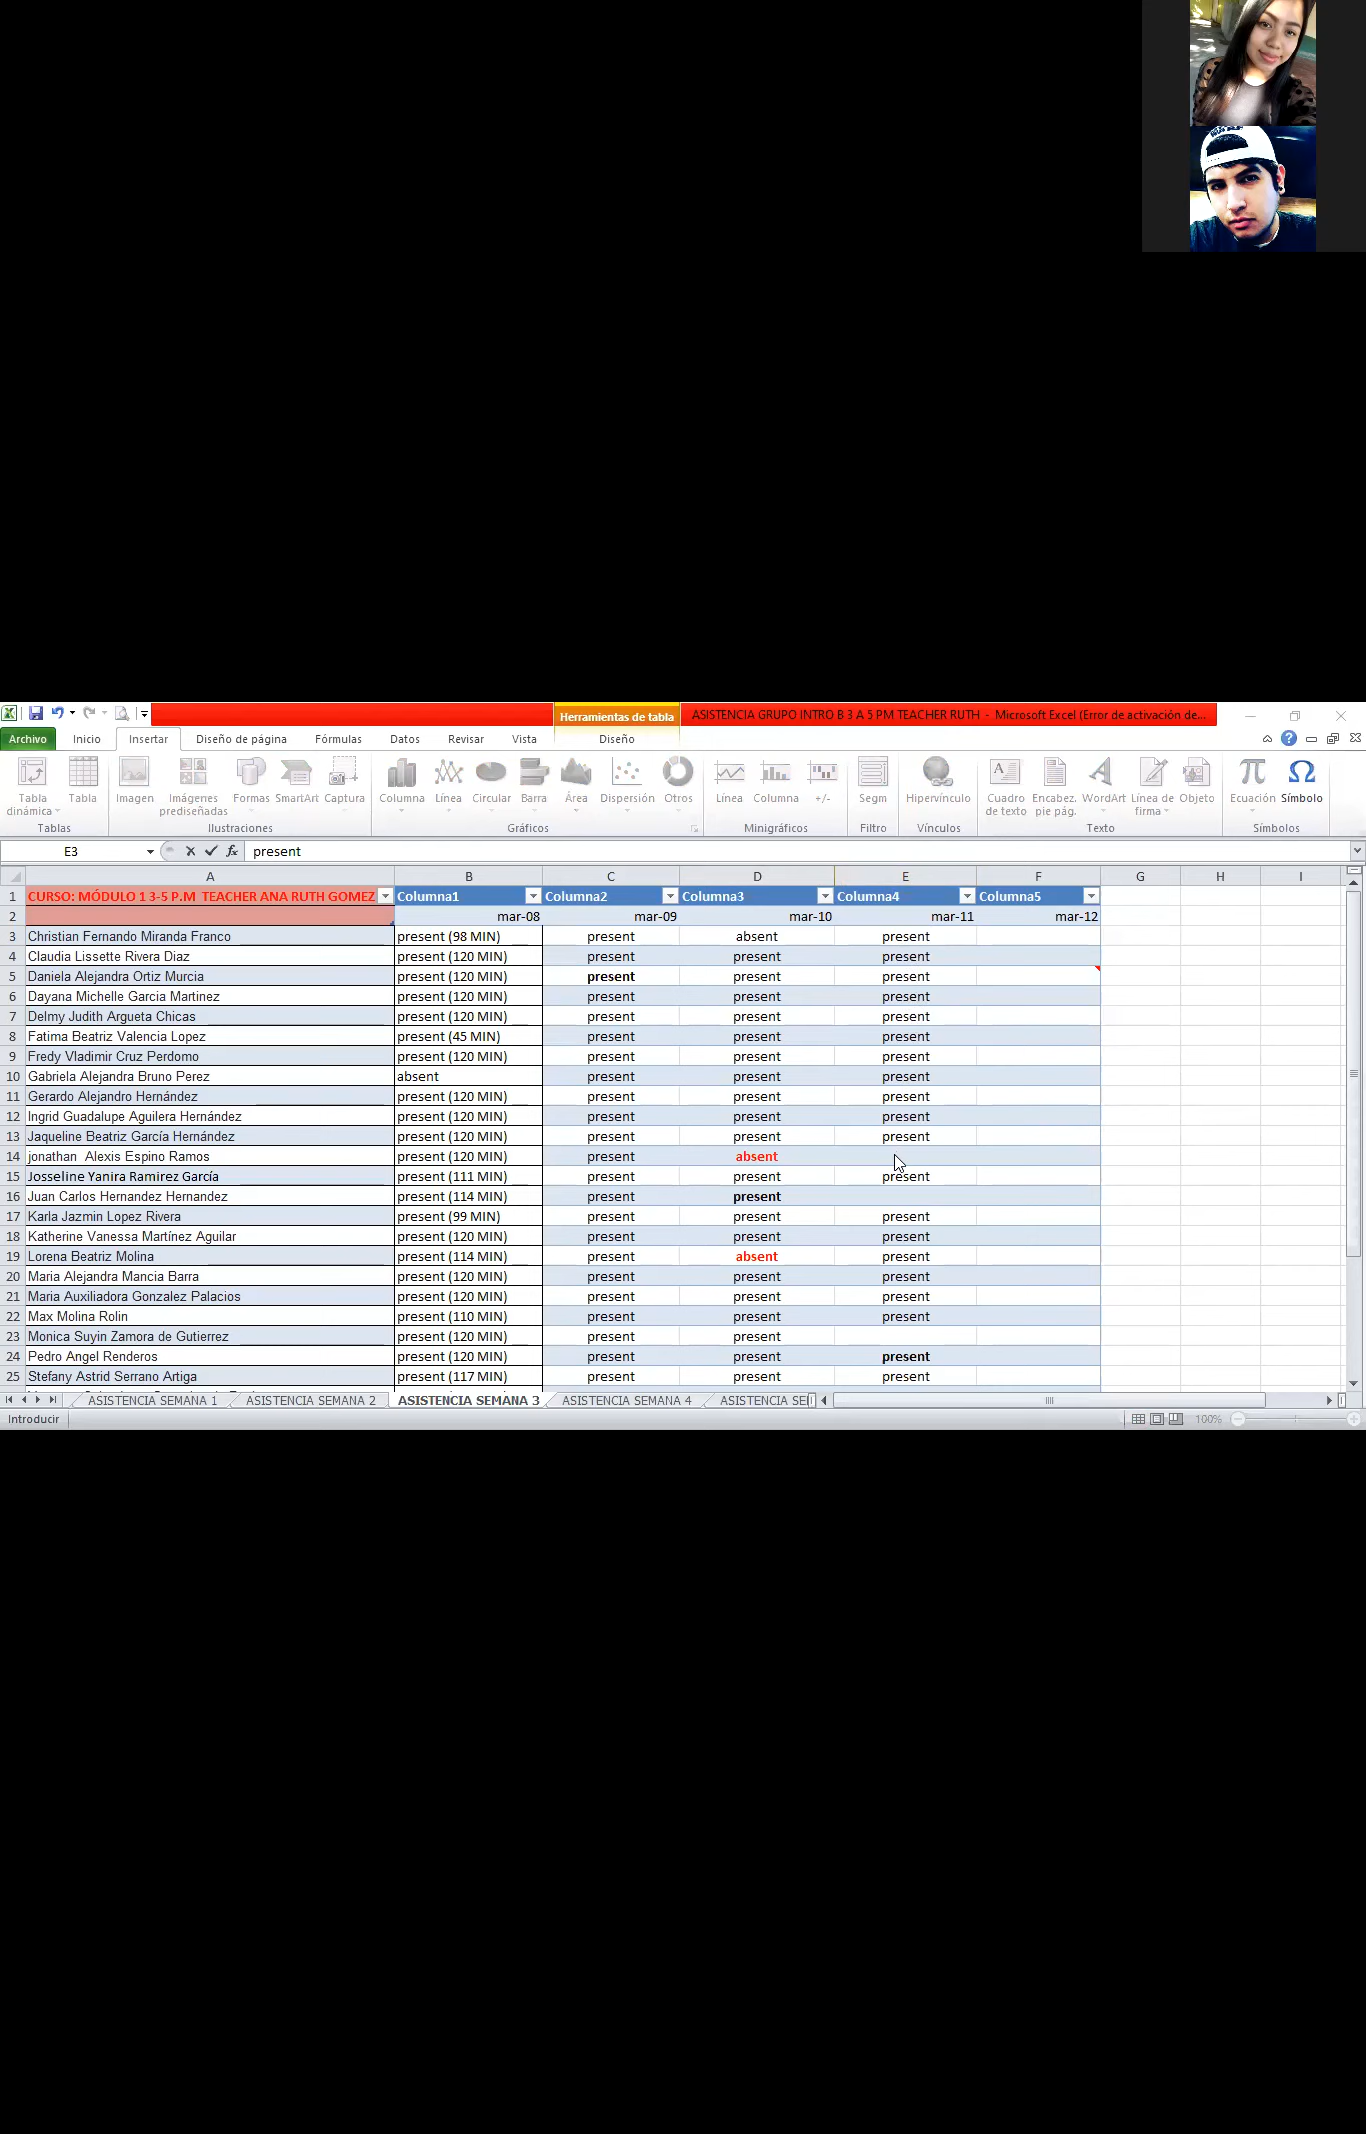 Herramientas de tabla
ASISTENCIA GRUPO INTRO B 3 A 5 PM TEACHER RUTH - Microsoft Excel (Error de activación de...
Archivo Inicio Insertar Diseño de página Fórmulas Datos Revisar Vista Diseño
Tabla dinámica Tabla Imagen Imágenes prediseñadas Formas SmartArt Captura Columna Línea Circular Barra Área Dispersión Otros Línea Columna +/- Segm Hipervínculo Cuadro de texto Encabez. pie pág. WordArt Línea de firma Objeto Ecuación Símbolo
Tablas Ilustraciones Gráficos Minigráficos Filtro Vínculos Texto Símbolos
E3 fx present
A B C D E F G H I
1 CURSO: MÓDULO 1 3-5 P.M TEACHER ANA RUTH GOMEZ Columna1 Columna2 Columna3 Columna4 Columna5
2 mar-08 mar-09 mar-10 mar-11 mar-12
3 Christian Fernando Miranda Franco present (98 MIN) present absent present
4 Claudia Lissette Rivera Diaz present (120 MIN) present present present
5 Daniela Alejandra Ortiz Murcia present (120 MIN) present present present
6 Dayana Michelle Garcia Martinez present (120 MIN) present present present
7 Delmy Judith Argueta Chicas present (120 MIN) present present present
8 Fatima Beatriz Valencia Lopez present (45 MIN) present present present
9 Fredy Vladimir Cruz Perdomo present (120 MIN) present present present
10 Gabriela Alejandra Bruno Perez absent present present present
11 Gerardo Alejandro Hernández present (120 MIN) present present present
12 Ingrid Guadalupe Aguilera Hernández present (120 MIN) present present present
13 Jaqueline Beatriz García Hernández present (120 MIN) present present present
14 jonathan Alexis Espino Ramos present (120 MIN) present absent
15 Josseline Yanira Ramirez García present (111 MIN) present present present
16 Juan Carlos Hernandez Hernandez present (114 MIN) present present
17 Karla Jazmin Lopez Rivera present (99 MIN) present present present
18 Katherine Vanessa Martínez Aguilar present (120 MIN) present present present
19 Lorena Beatriz Molina present (114 MIN) present absent present
20 Maria Alejandra Mancia Barra present (120 MIN) present present present
21 Maria Auxiliadora Gonzalez Palacios present (120 MIN) present present present
22 Max Molina Rolin present (110 MIN) present present present
23 Monica Suyin Zamora de Gutierrez present (120 MIN) present present
24 Pedro Angel Renderos present (120 MIN) present present present
25 Stefany Astrid Serrano Artiga present (117 MIN) present present present
ASISTENCIA SEMANA 1 ASISTENCIA SEMANA 2 ASISTENCIA SEMANA 3 ASISTENCIA SEMANA 4 ASISTENCIA SE
Introducir 100%